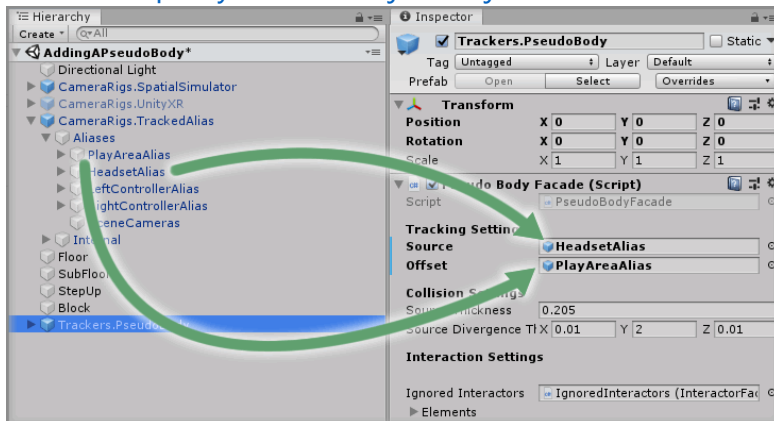 Hierarchy
Create
All
AddingAPseudoBody*
Directional Light
CameraRigs.SpatialSimulator
CameraRigs.UnityXR
CameraRigs.TrackedAlias
Aliases
PlayAreaAlias
HeadsetAlias
LeftControllerAlias
RightControllerAlias
SceneCameras
Internal
Floor
SubFloor
StepUp
Block
Trackers.PseudoBody
Inspector
Trackers.PseudoBody Static
Tag Untagged Layer Default
Prefab Open Select Overrides
Transform
Position X 0 Y 0 Z 0
Rotation X 0 Y 0 Z 0
Scale X 1 Y 1 Z 1
Pseudo Body Facade (Script)
Script PseudoBodyFacade
Tracking Settings
Source HeadsetAlias
Offset PlayAreaAlias
Collision Settings
Source Thickness 0.205
Source Divergence Th X 0.01 Y 2 Z 0.01
Interaction Settings
Ignored Interactors IgnoredInteractors (InteractorFac
Elements